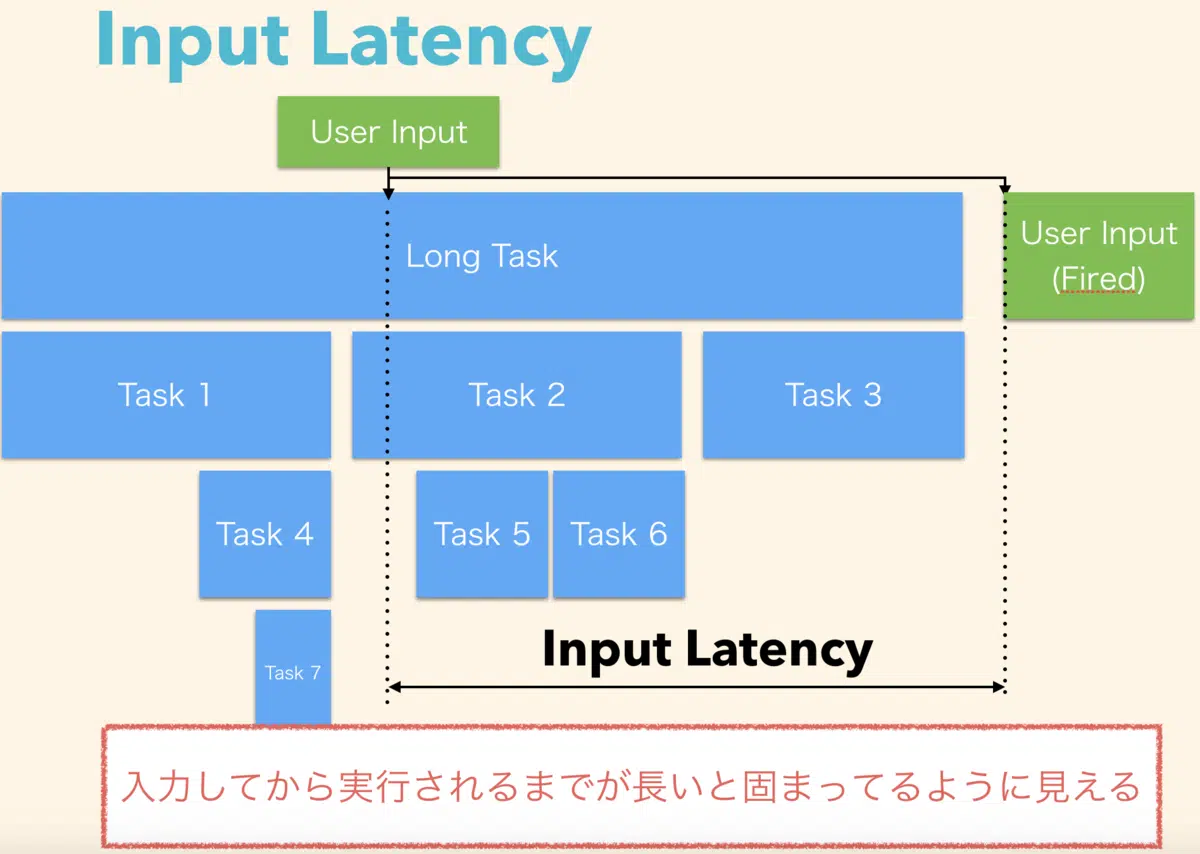 Input Latency
User Input
Long Task
User Input
(Fired)
Task 1
Task 2
Task 3
Task 4
Task 5
Task 6
Task 7
Input Latency
入力してから実行されるまでが長いと固まってるように見える